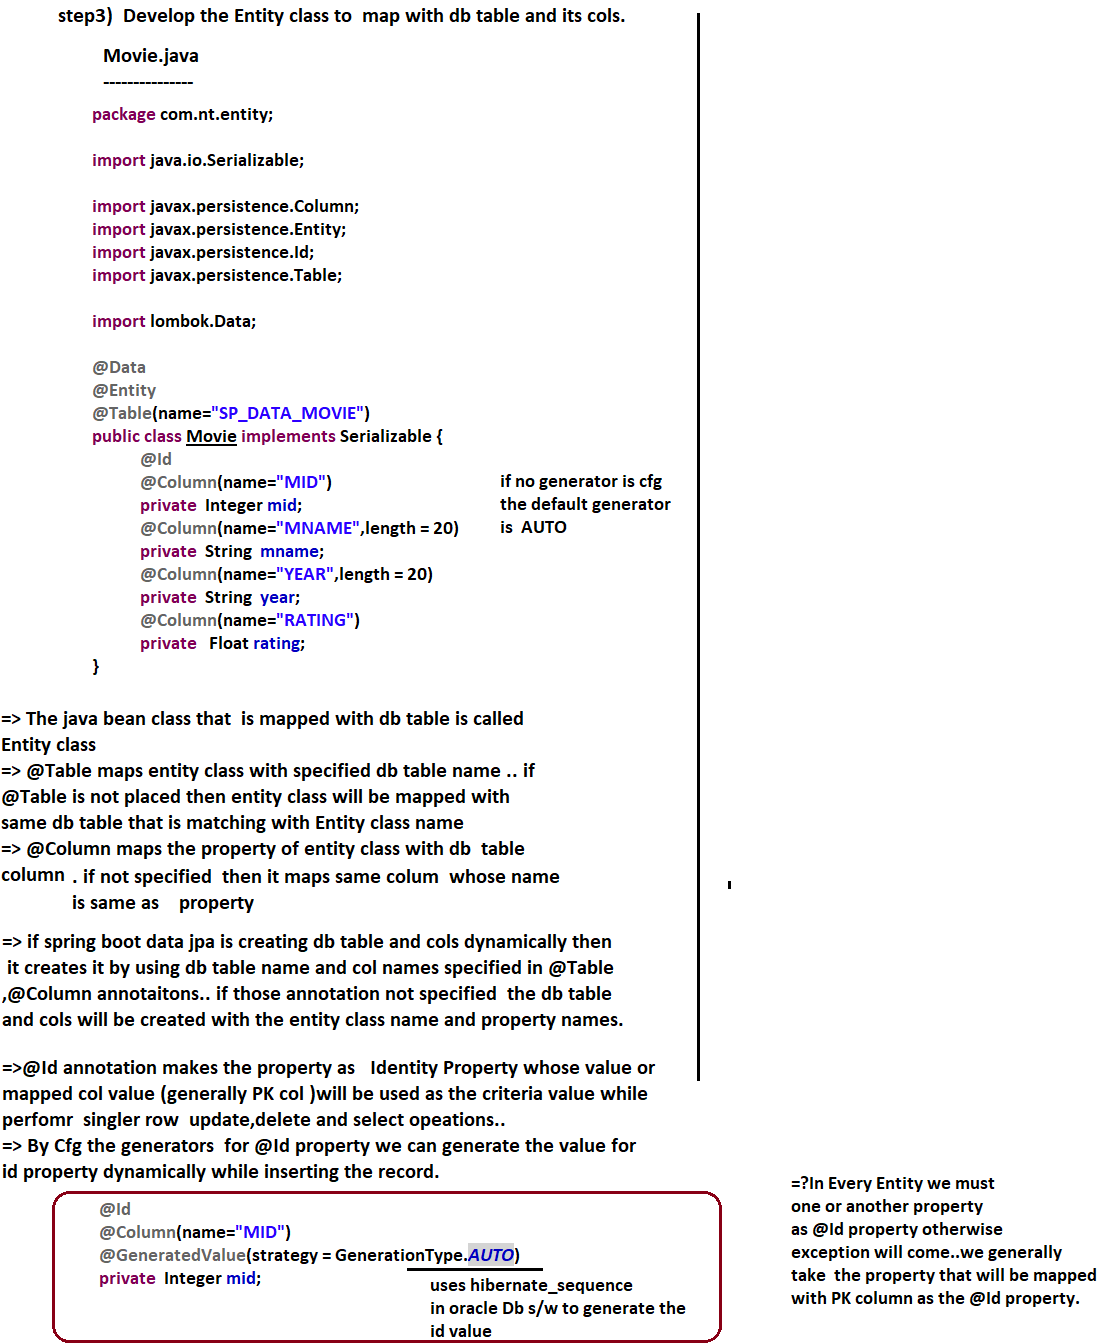 step3)  Develop the Entity class to  map with db table and its cols.
Movie.java
---------------
package com.nt.entity;
import java.io.Serializable;
import javax.persistence.Column;
import javax.persistence.Entity;
import javax.persistence.Id;
import javax.persistence.Table;
import lombok.Data;
@Data
@Entity
@Table(name="SP_DATA_MOVIE")
public class Movie implements Serializable {
@Id
@Column(name="MID")
private  Integer mid;
@Column(name="MNAME",length = 20)
private  String  mname;
@Column(name="YEAR",length = 20)
private  String  year;
@Column(name="RATING")
private   Float rating;
}
if no generator is cfg
the default generator
is  AUTO
=> The java bean class that  is mapped with db table is called
Entity class
=> @Table maps entity class with specified db table name .. if
@Table is not placed then entity class will be mapped with
same db table that is matching with Entity class name
=> @Column maps the property of entity class with db  table
column . if not specified  then it maps same colum  whose name
is same as    property
=> if spring boot data jpa is creating db table and cols dynamically then
it creates it by using db table name and col names specified in @Table
,@Column annotaitons.. if those annotation not specified  the db table
and cols will be created with the entity class name and property names.
=>@Id annotation makes the property as   Identity Property whose value or
mapped col value (generally PK col )will be used as the criteria value while
perfomr  singler row  update,delete and select opeations..
=> By Cfg the generators  for @Id property we can generate the value for
id property dynamically while inserting the record.
@Id
@Column(name="MID")
@GeneratedValue(strategy = GenerationType.AUTO)
private  Integer mid;
uses hibernate_sequence
in oracle Db s/w to generate the
id value
=?In Every Entity we must
one or another property
as @Id property otherwise
exception will come..we generally
take  the property that will be mapped
with PK column as the @Id property.